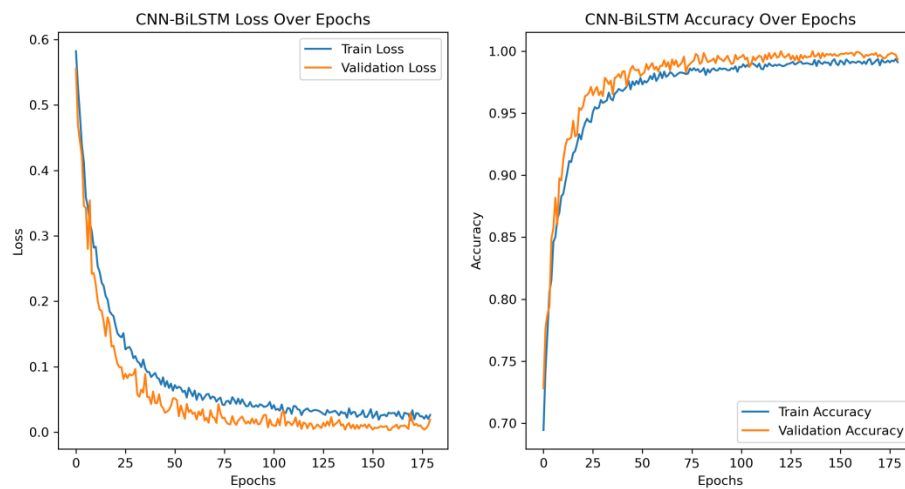 CNN-BiLSTM Loss Over Epochs
0.6
0.5
0.4
0.3
0.2
0.1
0.0
Loss
Train Loss
Validation Loss
0 25 50 75 100 125 150 175
Epochs
CNN-BiLSTM Accuracy Over Epochs
1.00
0.95
0.90
0.85
0.80
0.75
0.70
Accuracy
Train Accuracy
Validation Accuracy
0 25 50 75 100 125 150 175
Epochs